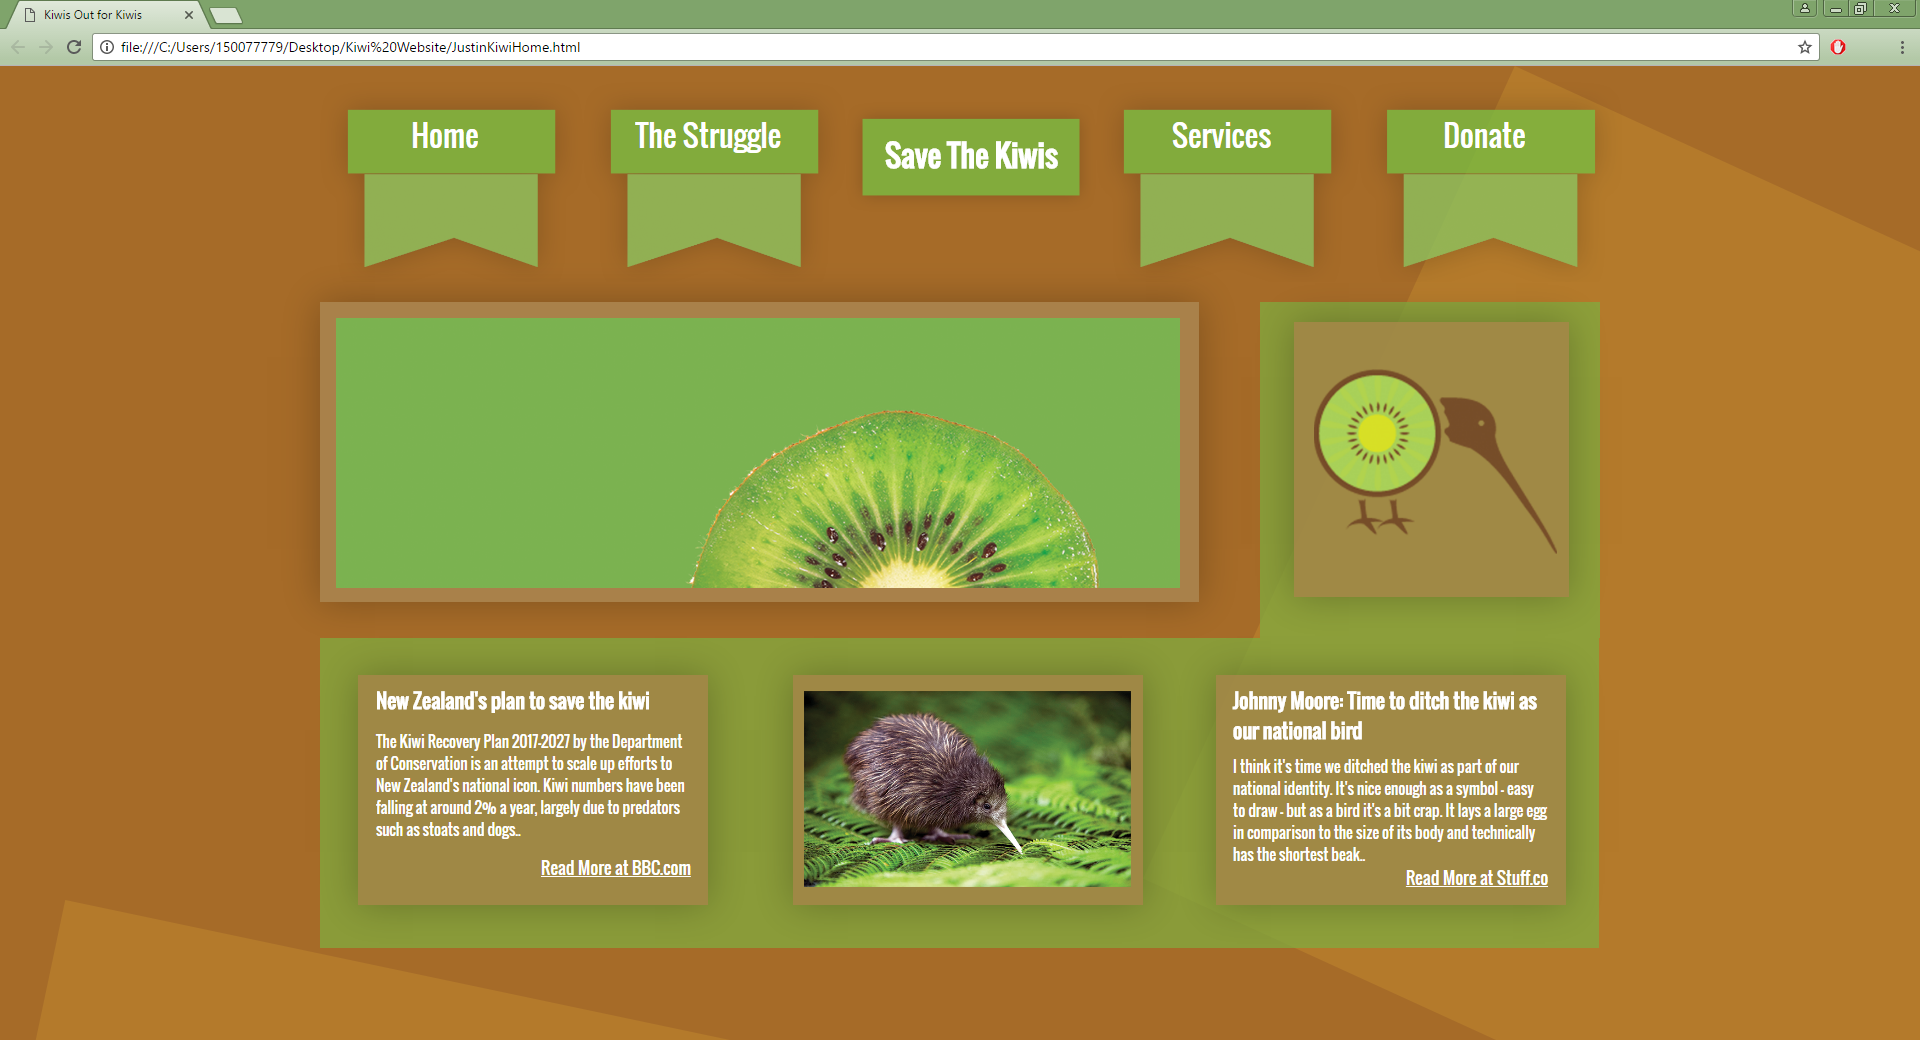 Kiwis Out for Kiwis
file:///C:/Users/150077779/Desktop/Kiwi%20Website/JustinKiwiHome.html
Home
The Struggle
Save The Kiwis
Services
Donate
New Zealand's plan to save the kiwi
The Kiwi Recovery Plan 2017-2027 by the Department
of Conservation is an attempt to scale up efforts to
New Zealand's national icon. Kiwi numbers have been
falling at around 2% a year, largely due to predators
such as stoats and dogs..
Read More at BBC.com
Johnny Moore: Time to ditch the kiwi as
our national bird
I think it's time we ditched the kiwi as part of our
national identity. It's nice enough as a symbol - easy
to draw - but as a bird it's a bit crap. It lays a large egg
in comparison to the size of its body and technically
has the shortest beak..
Read More at Stuff.co